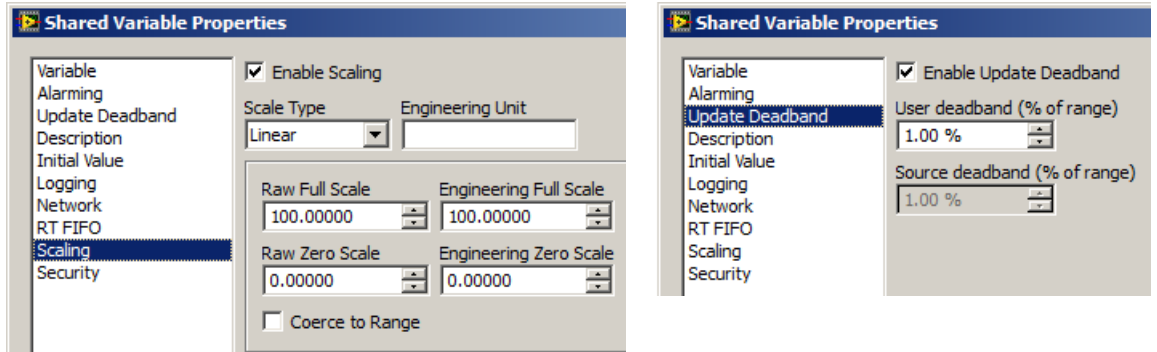 Shared Variable Properties
Variable
Alarming
Update Deadband
Description
Initial Value
Logging
Network
RT FIFO
Scaling
Security
Enable Scaling
Scale Type Engineering Unit
Linear
Raw Full Scale Engineering Full Scale
100.00000 100.00000
Raw Zero Scale Engineering Zero Scale
0.00000 0.00000
Coerce to Range
Shared Variable Properties
Variable
Alarming
Update Deadband
Description
Initial Value
Logging
Network
RT FIFO
Scaling
Security
Enable Update Deadband
User deadband (% of range)
1.00 %
Source deadband (% of range)
1.00 %